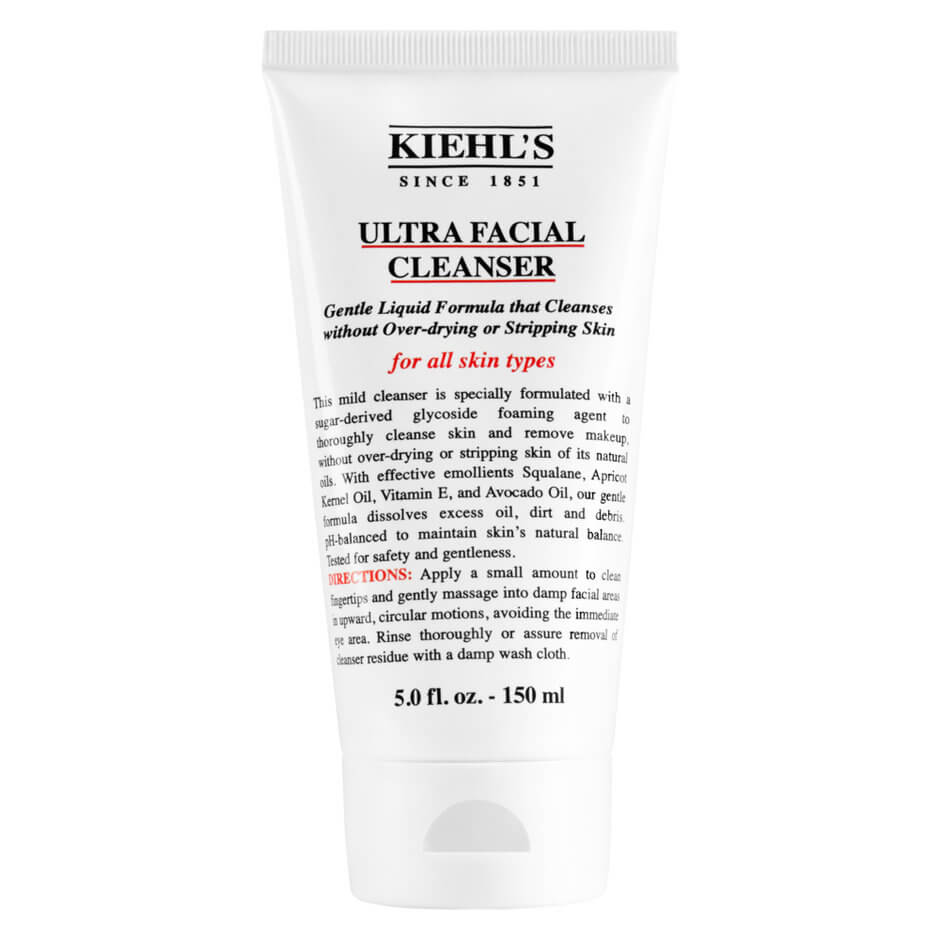 KIEHL'S
SINCE 1851
ULTRA FACIAL
CLEANSER
Gentle Liquid Formula that Cleanses
without Over-drying or Stripping Skin
for all skin types
This mild cleanser is specially formulated with a
sugar-derived glycoside foaming agent to
thoroughly cleanse skin and remove makeup,
without over-drying or stripping skin of its natural
oils. With effective emollients Squalane, Apricot
Kernel Oil, Vitamin E, and Avocado Oil, our gentle
formula dissolves excess oil, dirt and debris.
pH-balanced to maintain skin's natural balance.
Tested for safety and gentleness.
DIRECTIONS: Apply a small amount to clean
fingertips and gently massage into damp facial areas
in upward, circular motions, avoiding the immediate
eye area. Rinse thoroughly or assure removal of
cleanser residue with a damp wash cloth.
5.0 fl. oz. - 150 ml